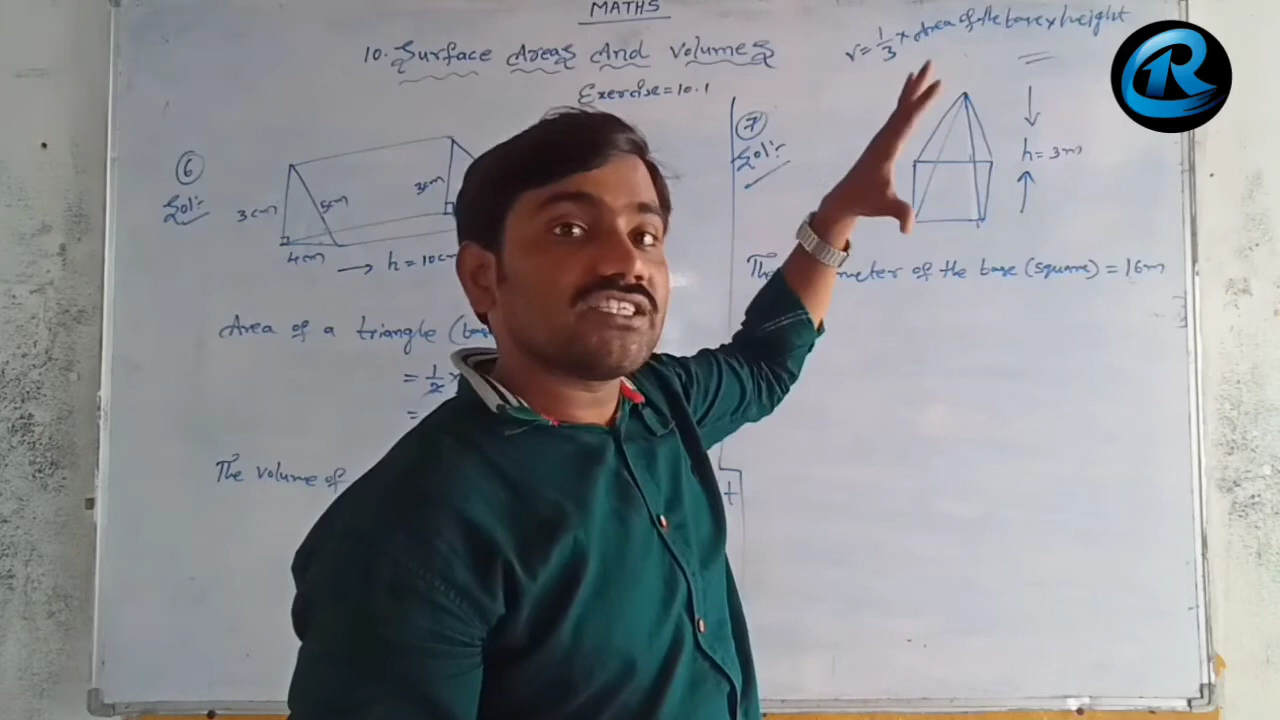 MATHS
10. Surface Areas And Volumes
Exercise = 10.1
6
Sol:-
3cm
5cm
3cm
4cm
h = 10cm
Area of a triangle (base
= 1/2 ×
=
The volume of
7
Sol:-
V = 1/3 × Area of the base × height
h = 3m
The meter of the base (square) = 16m
R